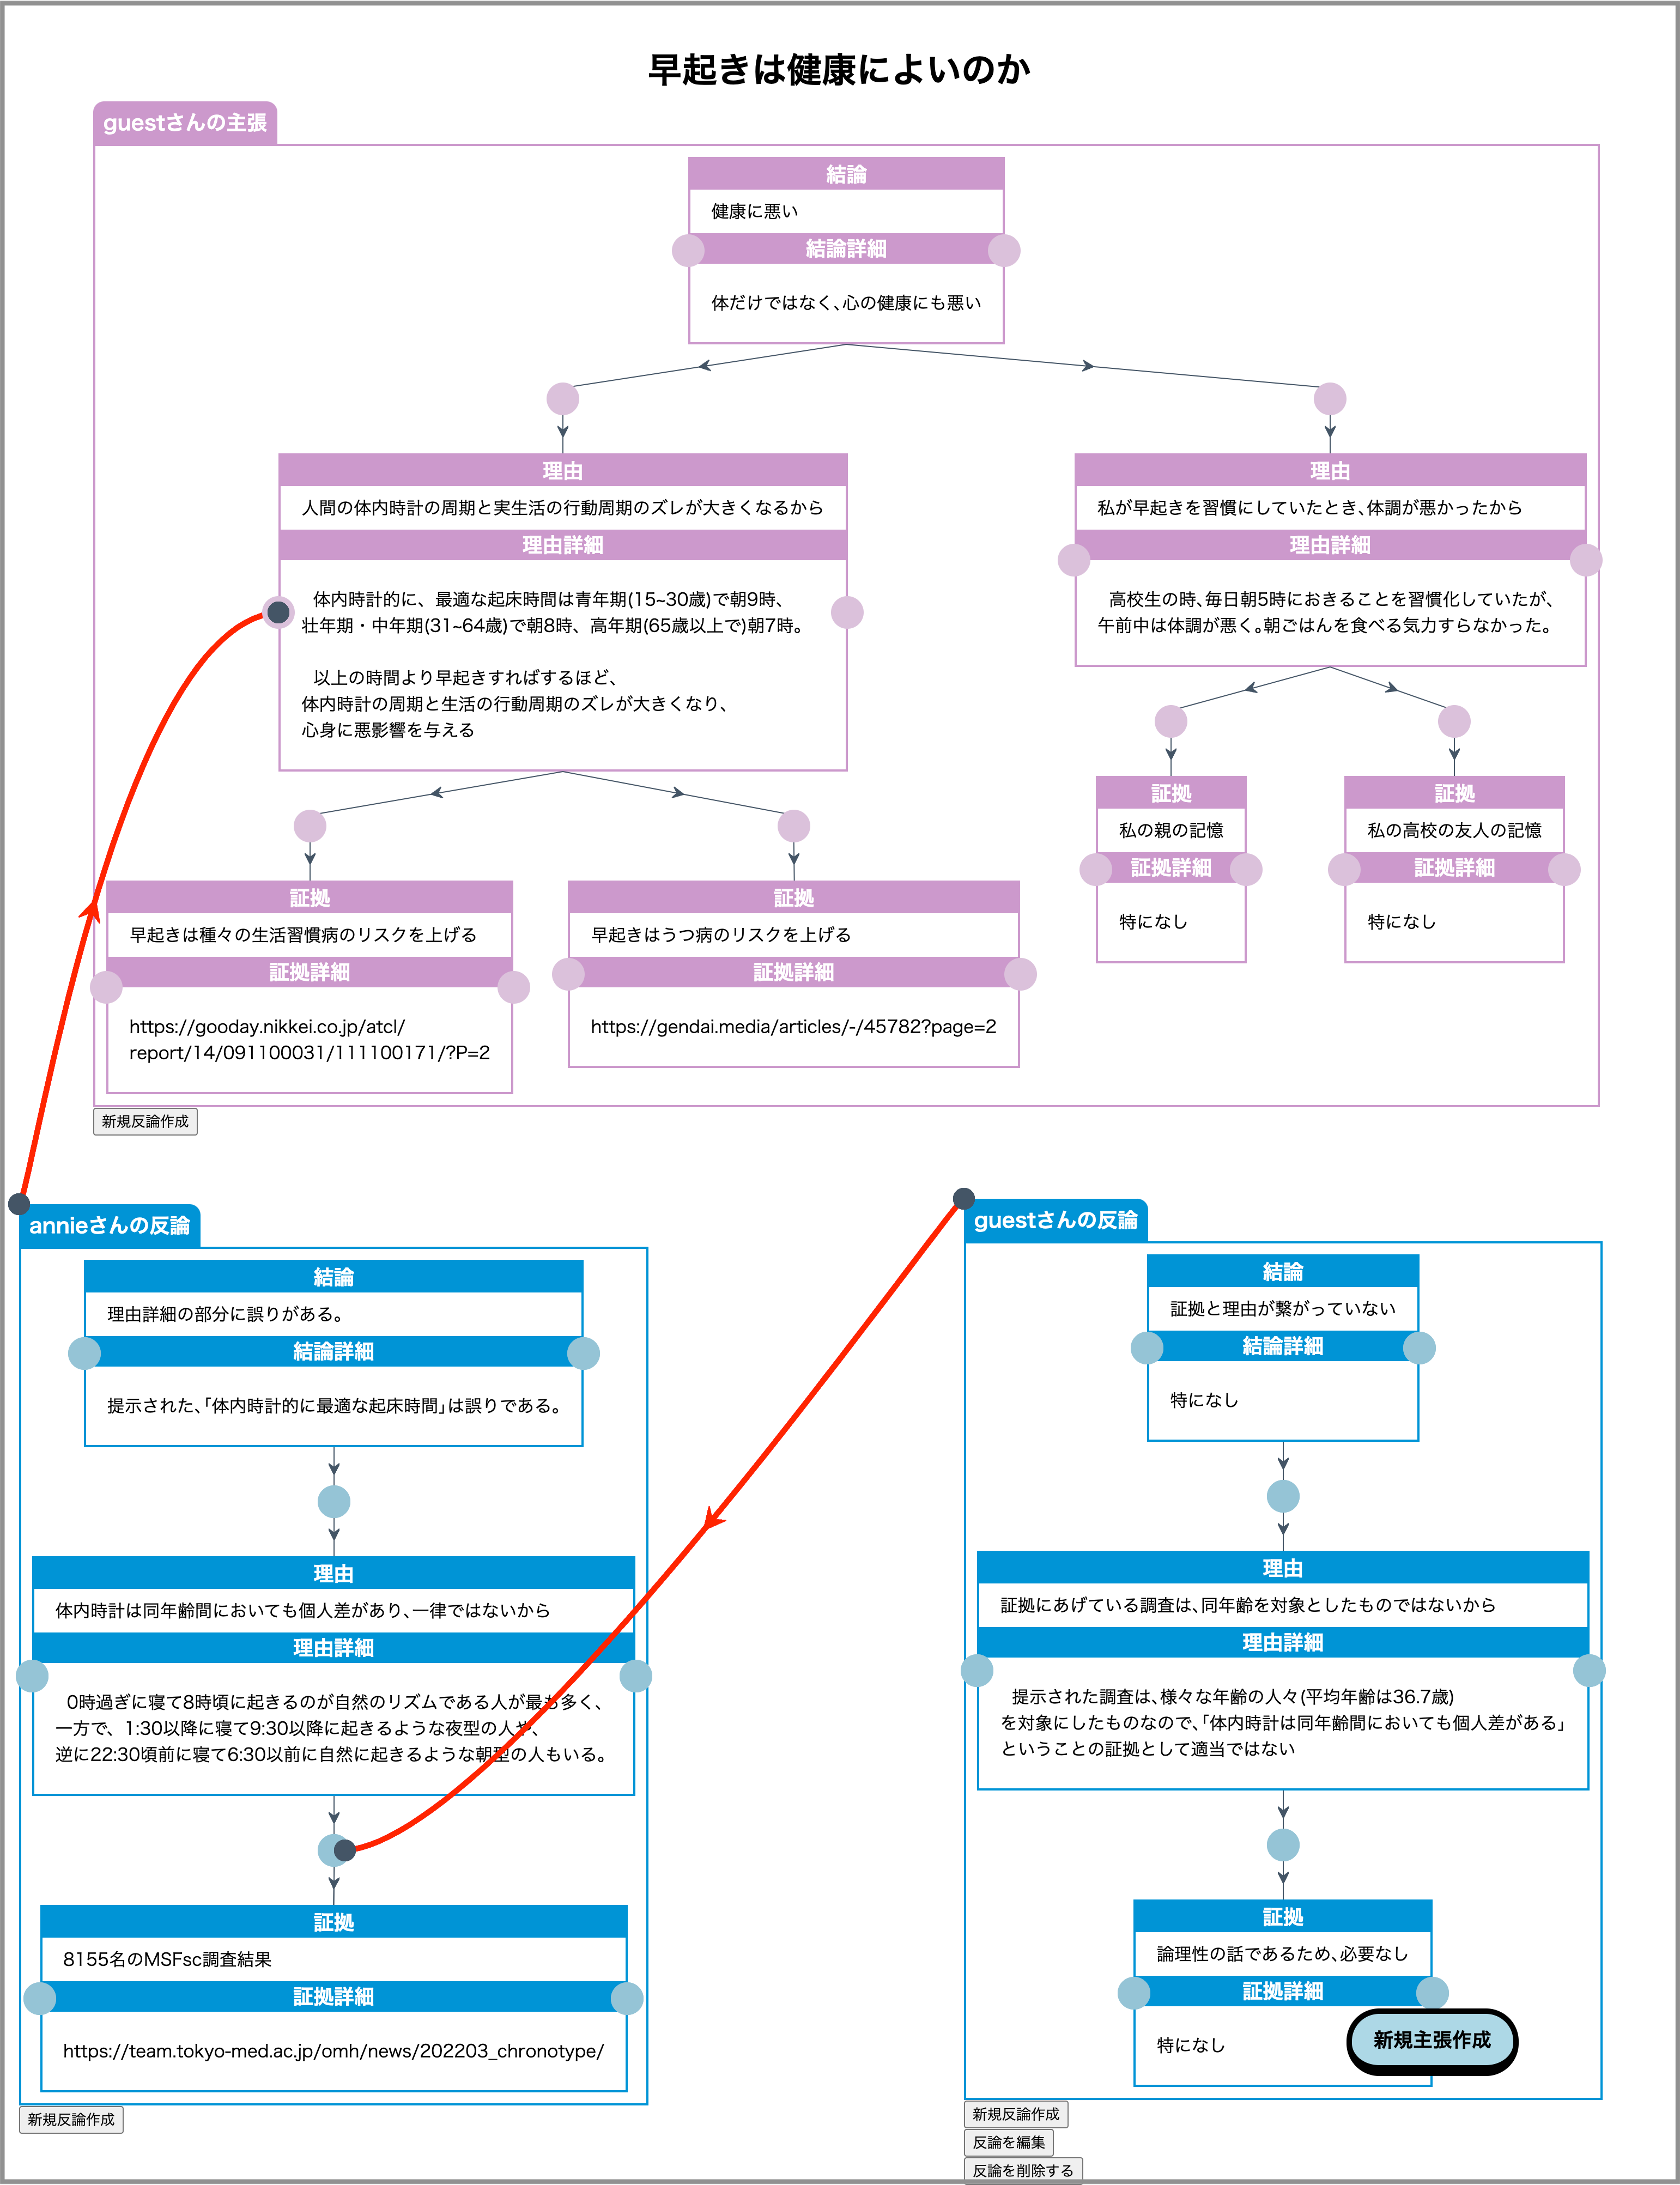 早起きは健康によいのか
guestさんの主張
結論
健康に悪い
結論詳細
体だけではなく、心の健康にも悪い
理由
人間の体内時計の周期と実生活の行動周期のズレが大きくなるから
理由詳細
体内時計的に、最適な起床時間は青年期(15~30歳)で朝9時、
壮年期・中年期(31~64歳)で朝8時、高年期(65歳以上で)朝7時。
以上の時間より早起きすればするほど、
体内時計の周期と生活の行動周期のズレが大きくなり、
心身に悪影響を与える
理由
私が早起きを習慣にしていたとき、体調が悪かったから
理由詳細
高校生の時、毎日朝5時におきることを習慣化していたが、
午前中は体調が悪く。朝ごはんを食べる気力すらなかった。
証拠
早起きは種々の生活習慣病のリスクを上げる
証拠詳細
https://gooday.nikkei.co.jp/atcl/
report/14/091100031/111100171/?P=2
証拠
早起きはうつ病のリスクを上げる
証拠詳細
https://gendai.media/articles/-/45782?page=2
証拠
私の親の記憶
証拠詳細
特になし
証拠
私の高校の友人の記憶
証拠詳細
特になし
新規反論作成
annieさんの反論
結論
理由詳細の部分に誤りがある。
結論詳細
提示された、「体内時計的に最適な起床時間」は誤りである。
理由
体内時計は同年齢間においても個人差があり、一律ではないから
理由詳細
0時過ぎに寝て8時頃に起きるのが自然のリズムである人が最も多く、
一方で、1:30以降に寝て9:30以降に起きるような夜型の人や、
逆に22:30頃前に寝て6:30以前に自然に起きるような朝型の人もいる。
証拠
8155名のMSFsc調査結果
証拠詳細
https://team.tokyo-med.ac.jp/omh/news/202203_chronotype/
新規反論作成
guestさんの反論
結論
証拠と理由が繋がっていない
結論詳細
特になし
理由
証拠にあげている調査は、同年齢を対象としたものではないから
理由詳細
提示された調査は、様々な年齢の人々(平均年齢は36.7歳)
を対象にしたものなので、「体内時計は同年齢間においても個人差がある」
ということの証拠として適当ではない
証拠
論理性の話であるため、必要なし
証拠詳細
特になし
新規主張作成
新規反論作成
反論を編集
反論を削除する